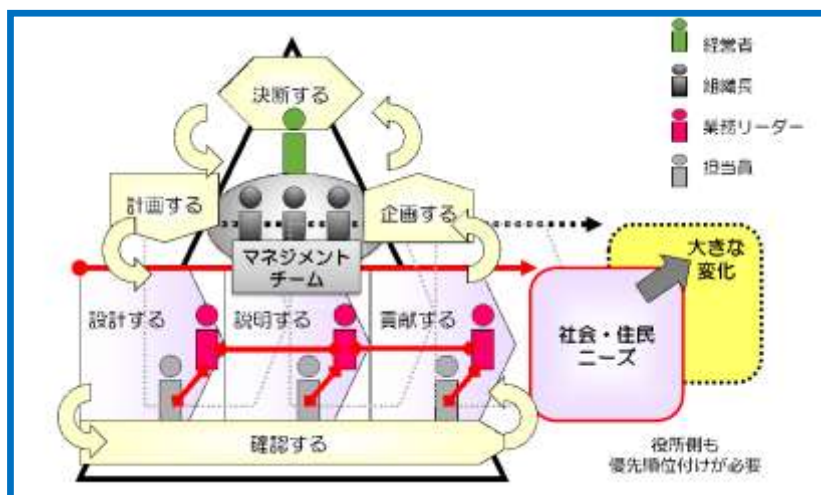 経営者
組織長
業務リーダー
担当員
決断する
計画する
企画する
マネジメント
チーム
大きな
変化
設計する
説明する
貢献する
社会・住民
ニーズ
確認する
役所側も
優先順位付けが必要